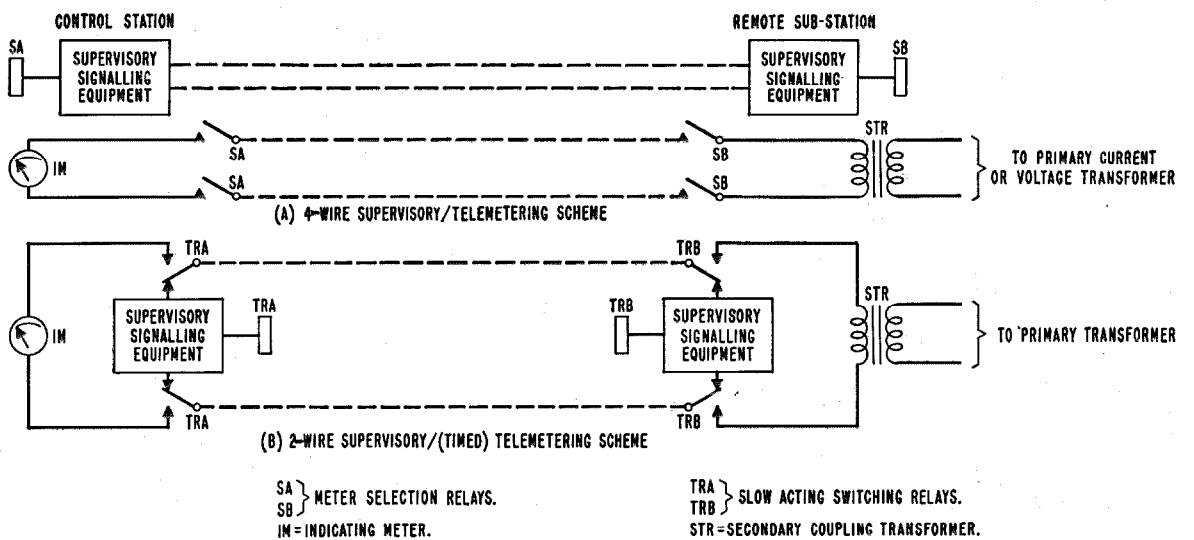 CONTROL STATION
REMOTE SUB-STATION
SA
SUPERVISORY
SIGNALLING
EQUIPMENT
SUPERVISORY
SIGNALLING
EQUIPMENT
SB
IM
SA
SA
SB
SB
STR
TO PRIMARY CURRENT
OR VOLTAGE TRANSFORMER
(A) 4-WIRE SUPERVISORY/TELEMETERING SCHEME
IM
TRA
SUPERVISORY
SIGNALLING
EQUIPMENT
TRA
TRA
TRB
TRB
SUPERVISORY
SIGNALLING
EQUIPMENT
TRB
STR
TO PRIMARY TRANSFORMER
(B) 2-WIRE SUPERVISORY/(TIMED) TELEMETERING SCHEME
SA
SB
METER SELECTION RELAYS.
IM=INDICATING METER.
TRA
TRB
SLOW ACTING SWITCHING RELAYS.
STR=SECONDARY COUPLING TRANSFORMER.